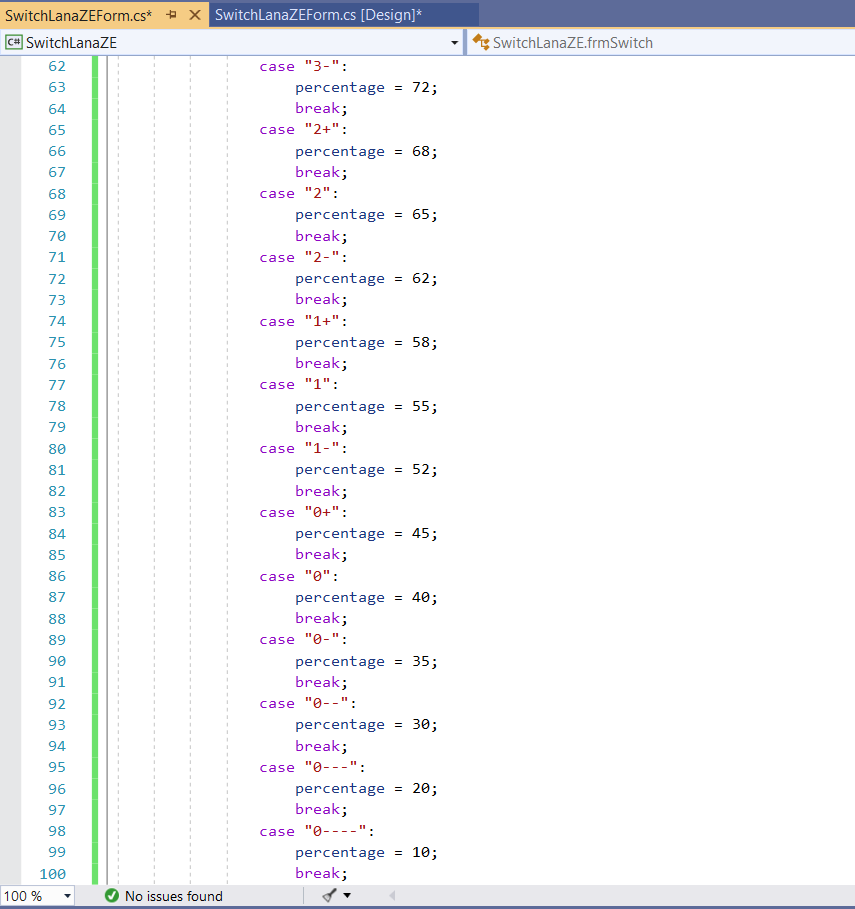 SwitchLanaZEForm.cs*
SwitchLanaZEForm.cs [Design]*
C# SwitchLanaZE
SwitchLanaZE.frmSwitch
62 case "3-":
63 percentage = 72;
64 break;
65 case "2+":
66 percentage = 68;
67 break;
68 case "2":
69 percentage = 65;
70 break;
71 case "2-":
72 percentage = 62;
73 break;
74 case "1+":
75 percentage = 58;
76 break;
77 case "1":
78 percentage = 55;
79 break;
80 case "1-":
81 percentage = 52;
82 break;
83 case "0+":
84 percentage = 45;
85 break;
86 case "0":
87 percentage = 40;
88 break;
89 case "0-":
90 percentage = 35;
91 break;
92 case "0--":
93 percentage = 30;
94 break;
95 case "0---":
96 percentage = 20;
97 break;
98 case "0----":
99 percentage = 10;
100 break;
100 % No issues found